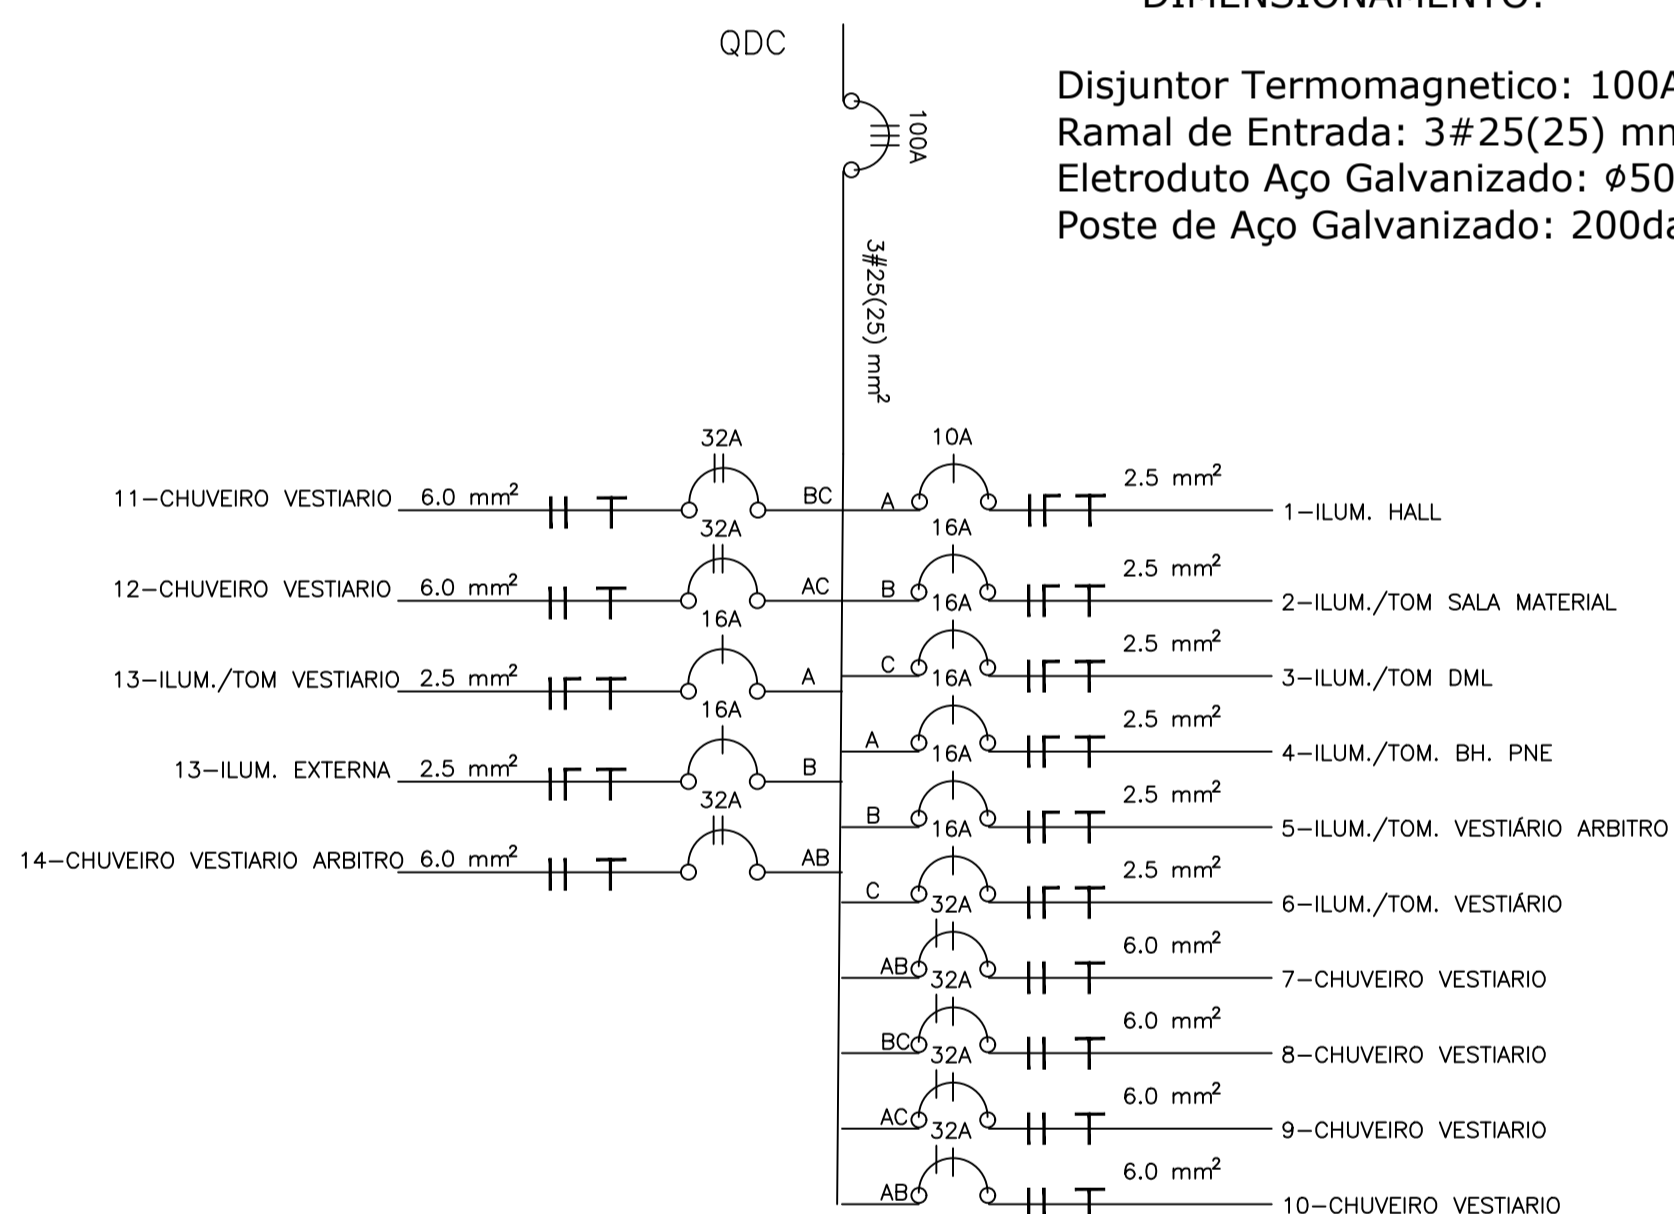 DIMENSIONAMENTO:
QDC
Disjuntor Termomagnetico: 100A
Ramal de Entrada: 3#25(25) mm
Eletroduto Aço Galvanizado: ⌀50
Poste de Aço Galvanizado: 200da
100A
3#25(25) mm²
11-CHUVEIRO VESTIARIO 6.0 mm² 32A BC
12-CHUVEIRO VESTIARIO 6.0 mm² 32A AC
13-ILUM./TOM VESTIARIO 2.5 mm² 16A A
13-ILUM. EXTERNA 2.5 mm² 16A B
14-CHUVEIRO VESTIARIO ARBITRO 6.0 mm² 32A AB
A 10A 2.5 mm² 1-ILUM. HALL
B 16A 2.5 mm² 2-ILUM./TOM SALA MATERIAL
C 16A 2.5 mm² 3-ILUM./TOM DML
A 16A 2.5 mm² 4-ILUM./TOM. BH. PNE
B 16A 2.5 mm² 5-ILUM./TOM. VESTIÁRIO ARBITRO
C 16A 2.5 mm² 6-ILUM./TOM. VESTIÁRIO
AB 32A 6.0 mm² 7-CHUVEIRO VESTIARIO
BC 32A 6.0 mm² 8-CHUVEIRO VESTIARIO
AC 32A 6.0 mm² 9-CHUVEIRO VESTIARIO
AB 32A 6.0 mm² 10-CHUVEIRO VESTIARIO